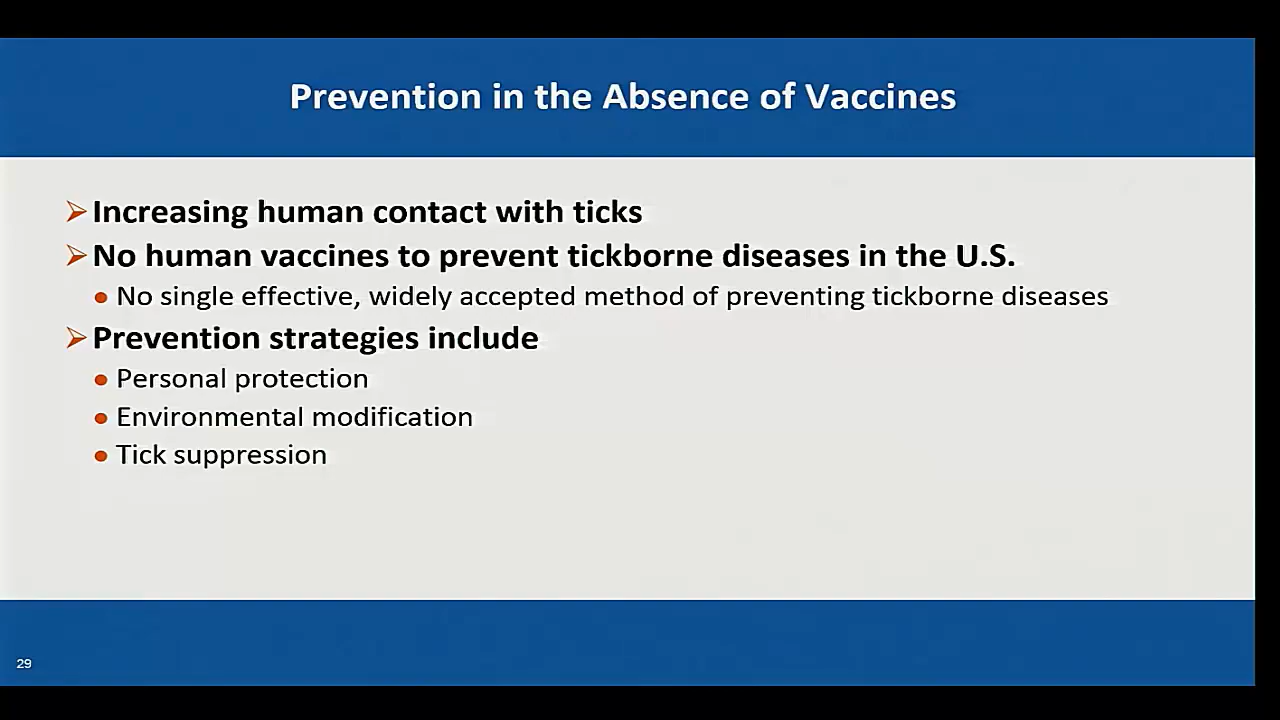 Prevention in the Absence of Vaccines
Increasing human contact with ticks
No human vaccines to prevent tickborne diseases in the U.S.
No single effective, widely accepted method of preventing tickborne diseases
Prevention strategies include
Personal protection
Environmental modification
Tick suppression
29